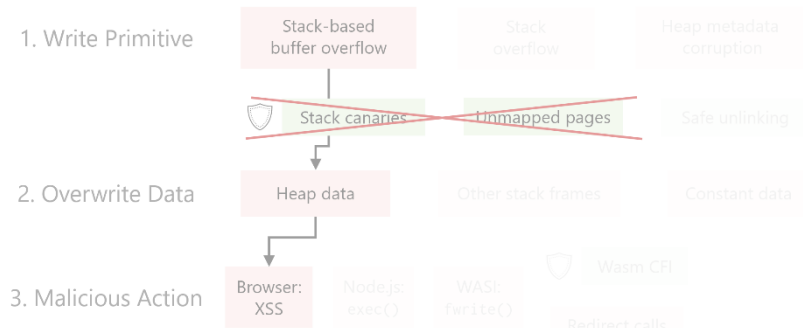 1. Write Primitive
Stack-based
buffer overflow
Stack
overflow
Heap metadata
corruption
Stack canaries
Unmapped pages
Safe unlinking
2. Overwrite Data
Heap data
Other stack frames
Constant data
3. Malicious Action
Browser:
XSS
Node.js:
exec()
WASI:
fwrite()
Wasm CFI
Redirect calls